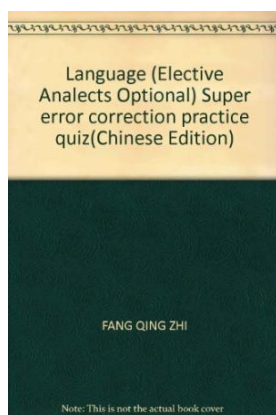 Language (Elective
Analects Optional) Super
error correction practice
quiz(Chinese Edition)
FANG QING ZHI
Note: This is not the actual book cover